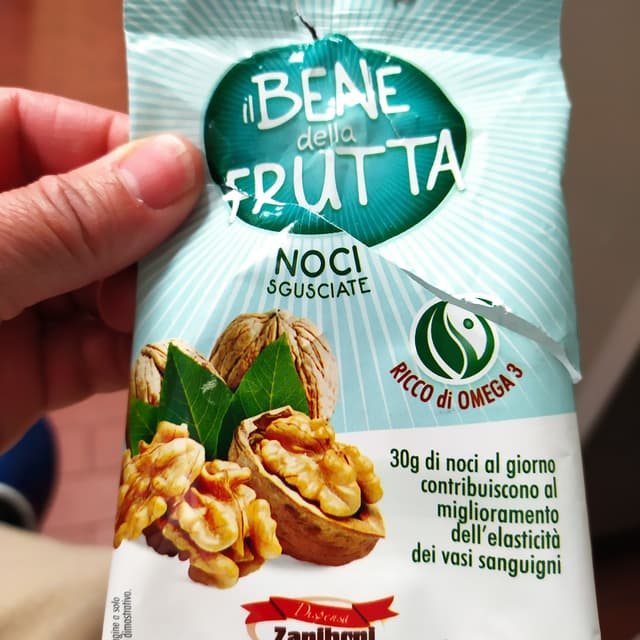 il BENE
della
FRUTTA
NOCI
SGUSCIATE
RICCO di OMEGA 3
30g di noci al giorno
contribuiscono al
miglioramento
dell'elasticità
dei vasi sanguigni
Dispensa